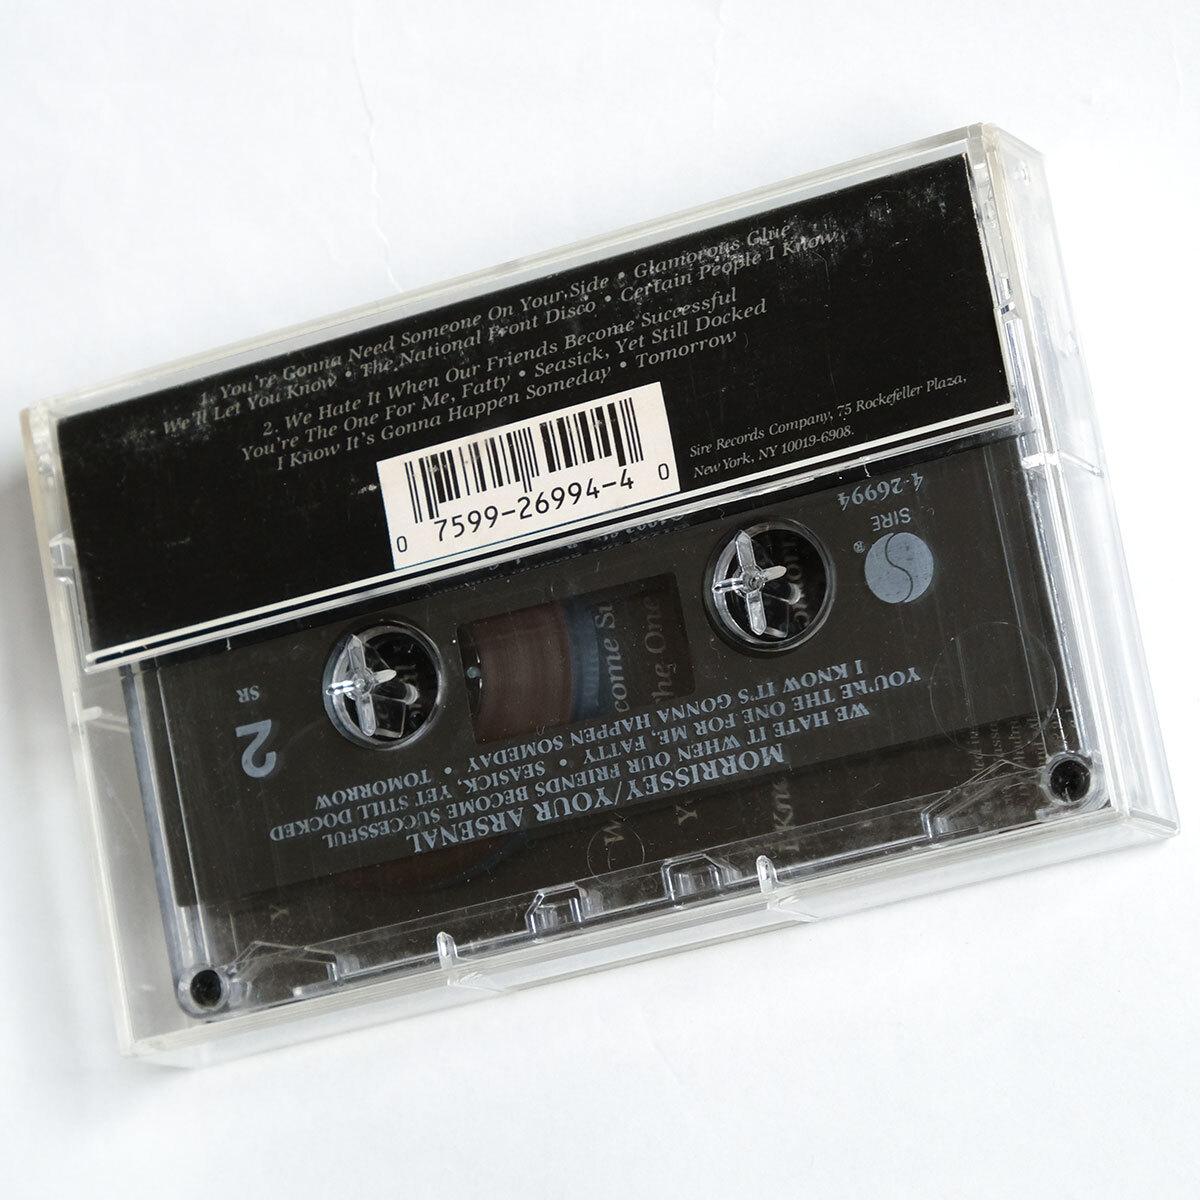 1. You're Gonna Need Someone On Your Side • Glamorous Glue
We'll Let You Know • The National Front Disco • Certain People I Know
2. We Hate It When Our Friends Become Successful
You're The One For Me, Fatty • Seasick, Yet Still Docked
I Know It's Gonna Happen Someday • Tomorrow
0 7599-26994-4 0
Sire Records Company, 75 Rockefeller Plaza,
New York, NY 10019-6908.
4-26994
SIRE
®
2
SR
MORRISSEY/YOUR ARSENAL
WE HATE IT WHEN OUR FRIENDS BECOME SUCCESSFUL
YOU'RE THE ONE FOR ME, FATTY • SEASICK, YET STILL DOCKED
I KNOW IT'S GONNA HAPPEN SOMEDAY • TOMORROW